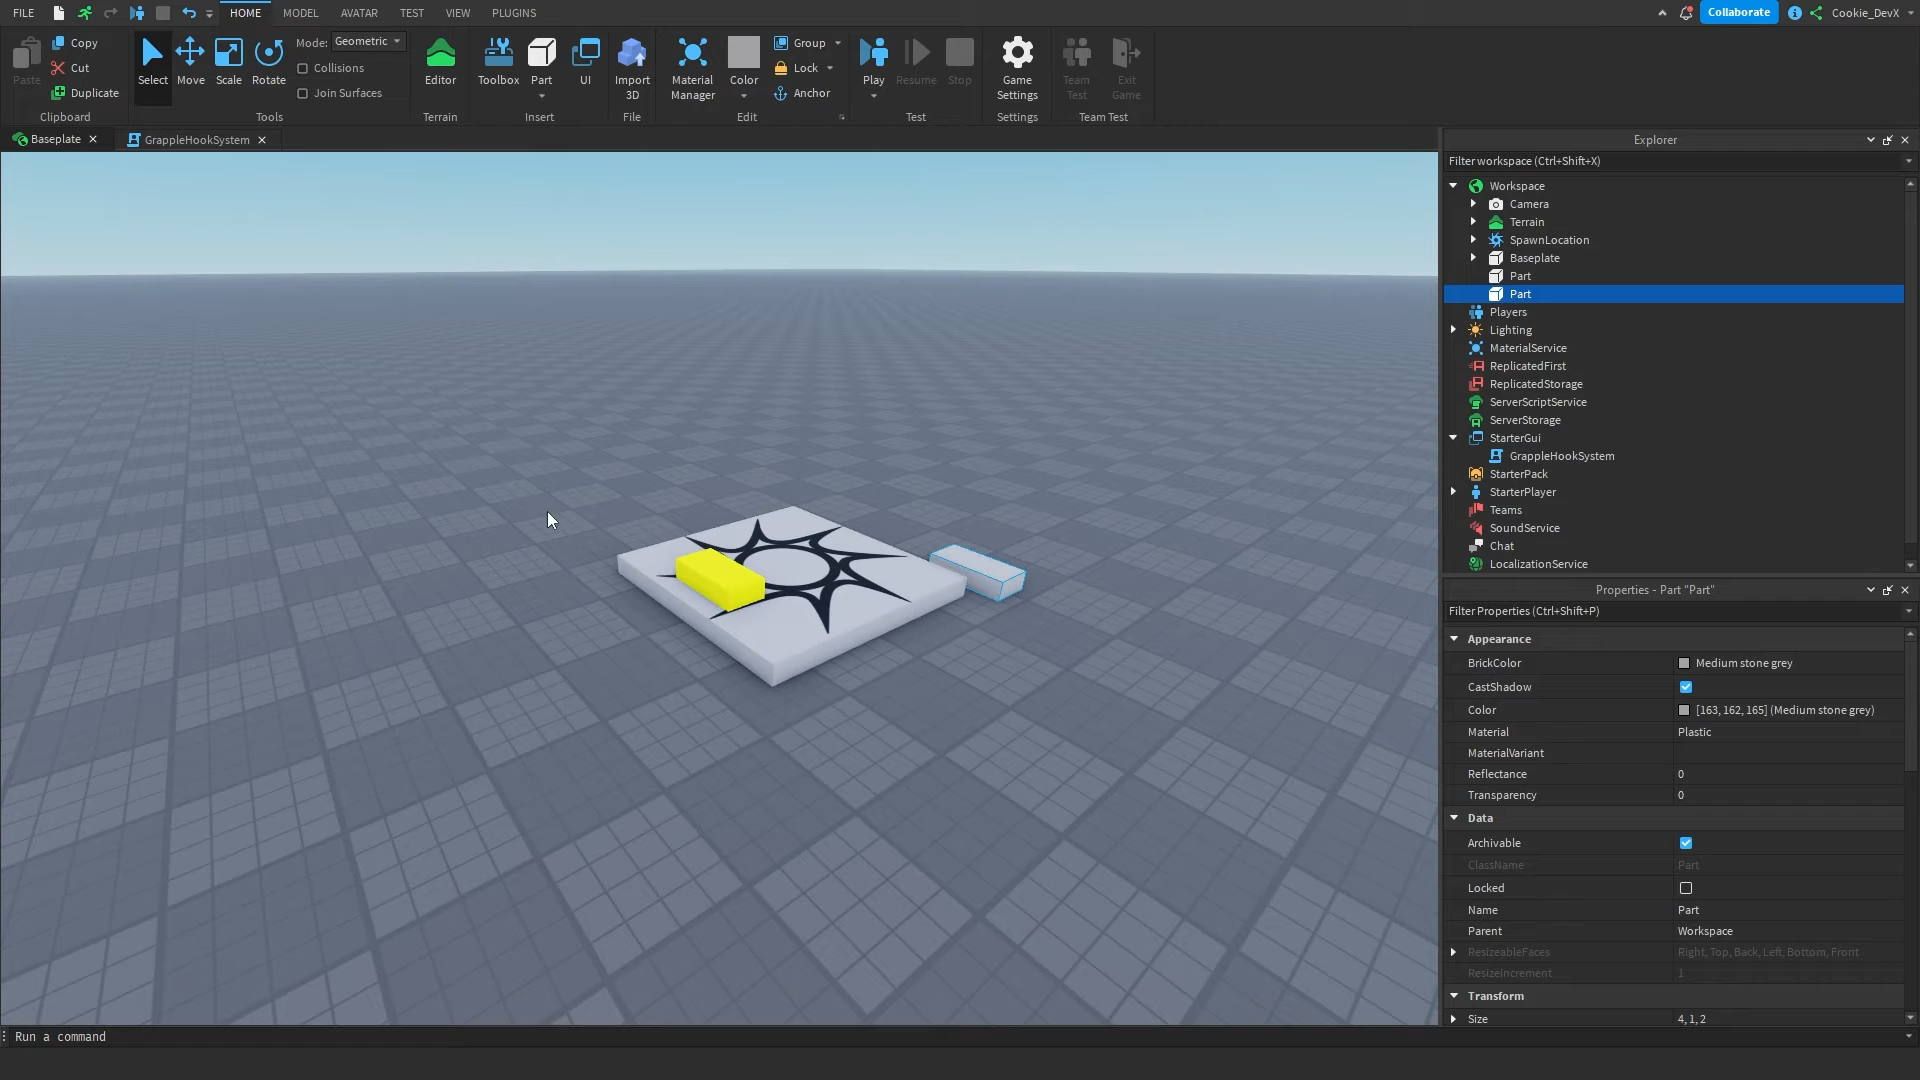 FILE HOME MODEL AVATAR TEST VIEW PLUGINS Collaborate Cookie_DevX
Paste Copy Cut Duplicate
Clipboard
Select Move Scale Rotate
Mode: Geometric
Collisions
Join Surfaces
Tools
Editor
Terrain
Toolbox Part UI
Insert
Import 3D
File
Material Manager Color
Group
Lock
Anchor
Edit
Play Resume Stop
Test
Game Settings
Settings
Team Test Exit Game
Team Test
Baseplate GrappleHookSystem
Explorer
Filter workspace (Ctrl+Shift+X)
Workspace
Camera
Terrain
SpawnLocation
Baseplate
Part
Part
Players
Lighting
MaterialService
ReplicatedFirst
ReplicatedStorage
ServerScriptService
ServerStorage
StarterGui
GrappleHookSystem
StarterPack
StarterPlayer
Teams
SoundService
Chat
LocalizationService
Properties - Part "Part"
Filter Properties (Ctrl+Shift+P)
Appearance
BrickColor Medium stone grey
CastShadow
Color [163, 162, 165] (Medium stone grey)
Material Plastic
MaterialVariant
Reflectance 0
Transparency 0
Data
Archivable
ClassName Part
Locked
Name Part
Parent Workspace
ResizeableFaces Right, Top, Back, Left, Bottom, Front
ResizeIncrement 1
Transform
Size 4, 1, 2
Run a command